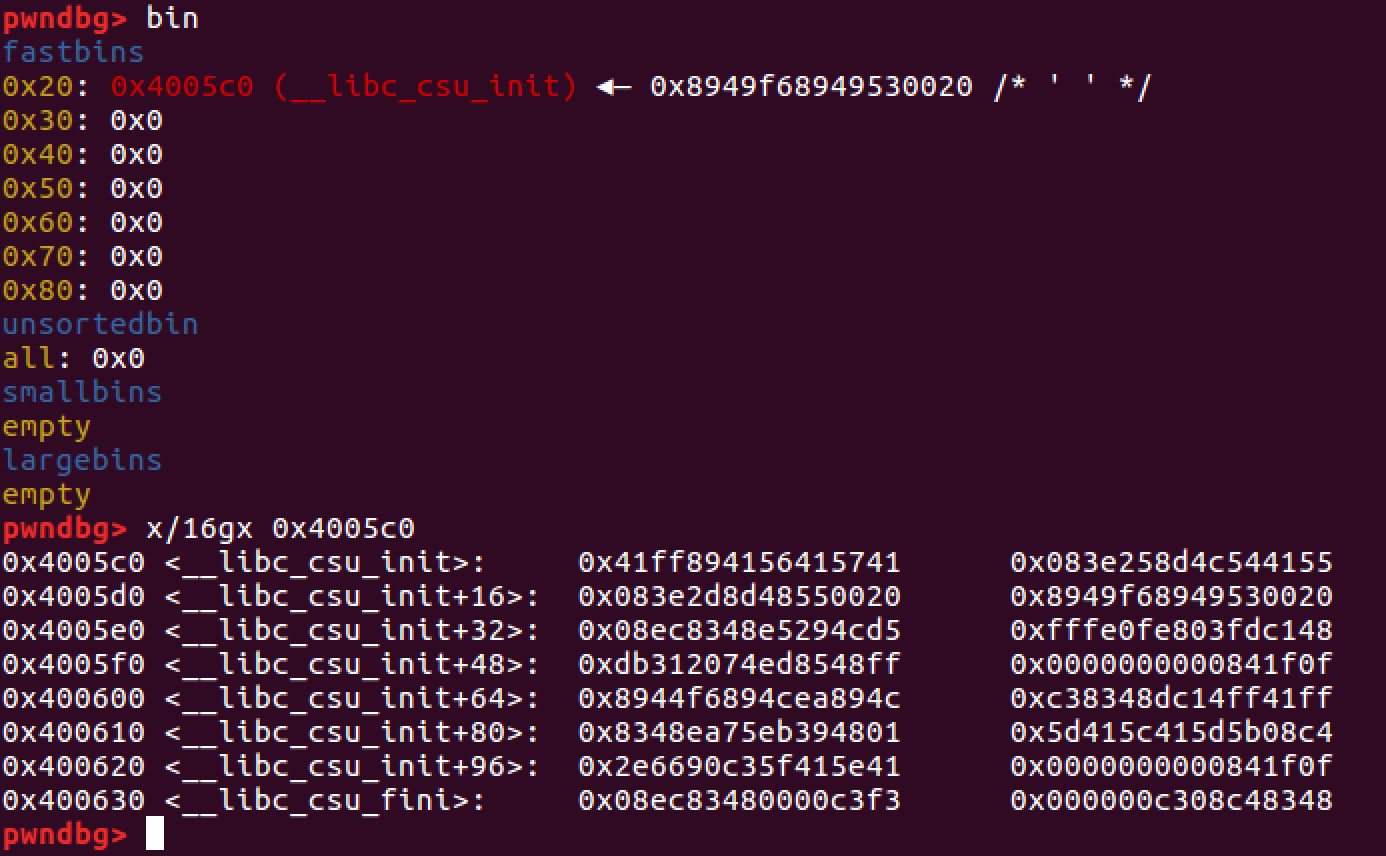 pwndbg> bin
fastbins
0x20: 0x4005c0 (__libc_csu_init) ◂— 0x8949f68949530020 /* ' ' */
0x30: 0x0
0x40: 0x0
0x50: 0x0
0x60: 0x0
0x70: 0x0
0x80: 0x0
unsortedbin
all: 0x0
smallbins
empty
largebins
empty
pwndbg> x/16gx 0x4005c0
0x4005c0 <__libc_csu_init>: 0x41ff894156415741 0x083e258d4c544155
0x4005d0 <__libc_csu_init+16>: 0x083e2d8d48550020 0x8949f68949530020
0x4005e0 <__libc_csu_init+32>: 0x08ec8348e5294cd5 0xfffe0fe803fdc148
0x4005f0 <__libc_csu_init+48>: 0xdb312074ed8548ff 0x0000000000841f0f
0x400600 <__libc_csu_init+64>: 0x8944f6894cea894c 0xc38348dc14ff41ff
0x400610 <__libc_csu_init+80>: 0x8348ea75eb394801 0x5d415c415d5b08c4
0x400620 <__libc_csu_init+96>: 0x2e6690c35f415e41 0x0000000000841f0f
0x400630 <__libc_csu_fini>: 0x08ec83480000c3f3 0x000000c308c48348
pwndbg>